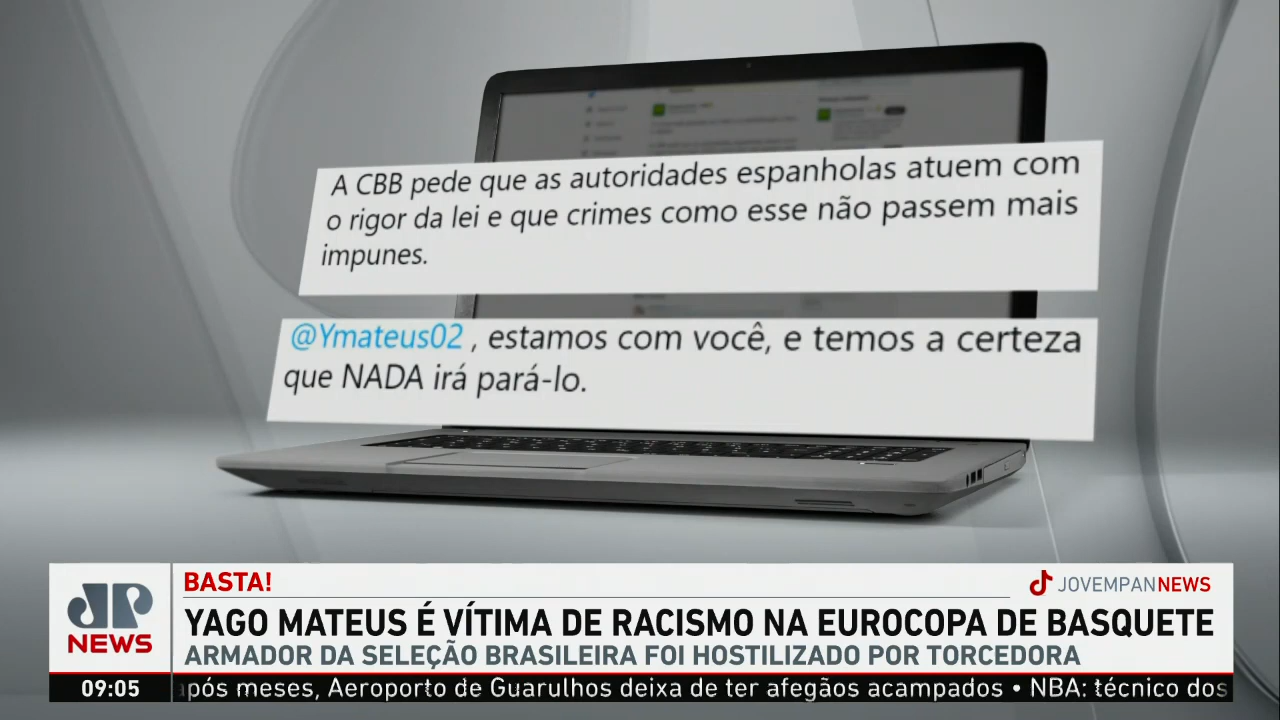 A CBB pede que as autoridades espanholas atuem com
o rigor da lei e que crimes como esse não passem mais
impunes.
@Ymateus02 , estamos com você, e temos a certeza
que NADA irá pará-lo.
BASTA!
JOVEMPANNEWS
JP
NEWS
YAGO MATEUS É VÍTIMA DE RACISMO NA EUROCOPA DE BASQUETE
ARMADOR DA SELEÇÃO BRASILEIRA FOI HOSTILIZADO POR TORCEDORA
09:05
após meses, Aeroporto de Guarulhos deixa de ter afegãos acampados • NBA: técnico dos